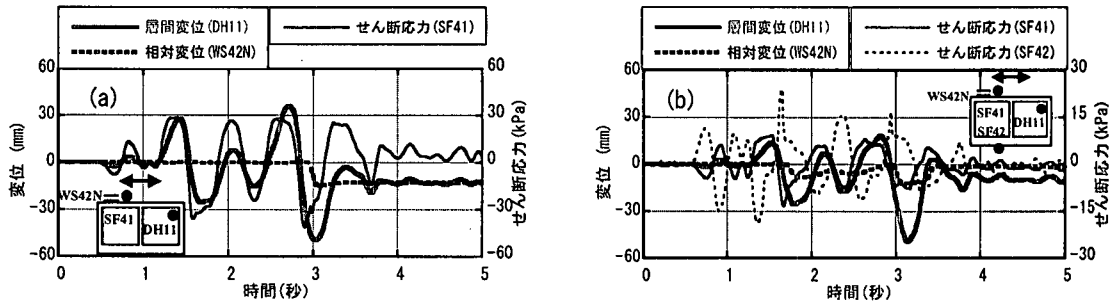 層間変位(DH11) せん断応力(SF41)
相対変位(WS42N)
60 60
30 30
0 0
-30 -30
-60 -60
変位 (mm)
せん断応力(kPa)
(a)
WS42N
SF41 DH11
0 1 2 3 4 5
時間(秒)
層間変位(DH11) せん断応力(SF41)
相対変位(WS42N) せん断応力(SF42)
60 30
30 15
0 0
-30 -15
-60 -30
変位 (mm)
せん断応力(kPa)
(b)
WS42N
SF41
SF42 DH11
0 1 2 3 4 5
時間(秒)